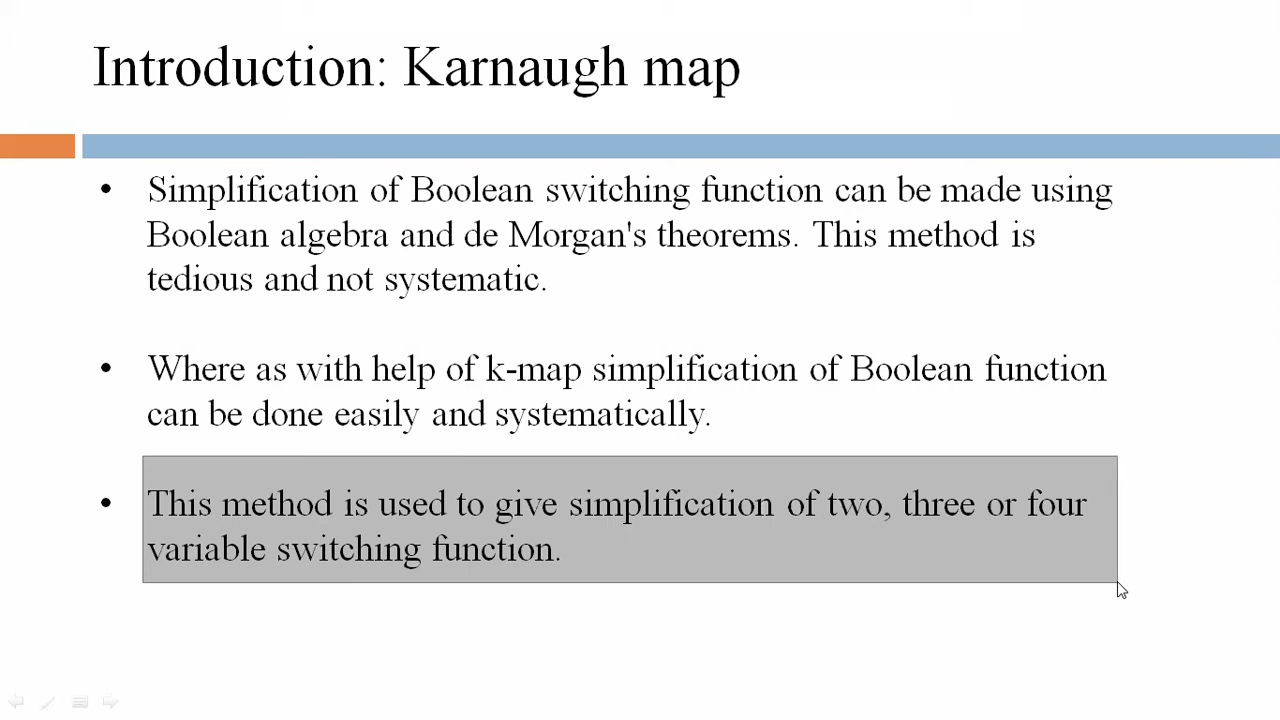 Introduction: Karnaugh map
• Simplification of Boolean switching function can be made using
Boolean algebra and de Morgan's theorems. This method is
tedious and not systematic.
• Where as with help of k-map simplification of Boolean function
can be done easily and systematically.
• This method is used to give simplification of two, three or four
variable switching function.